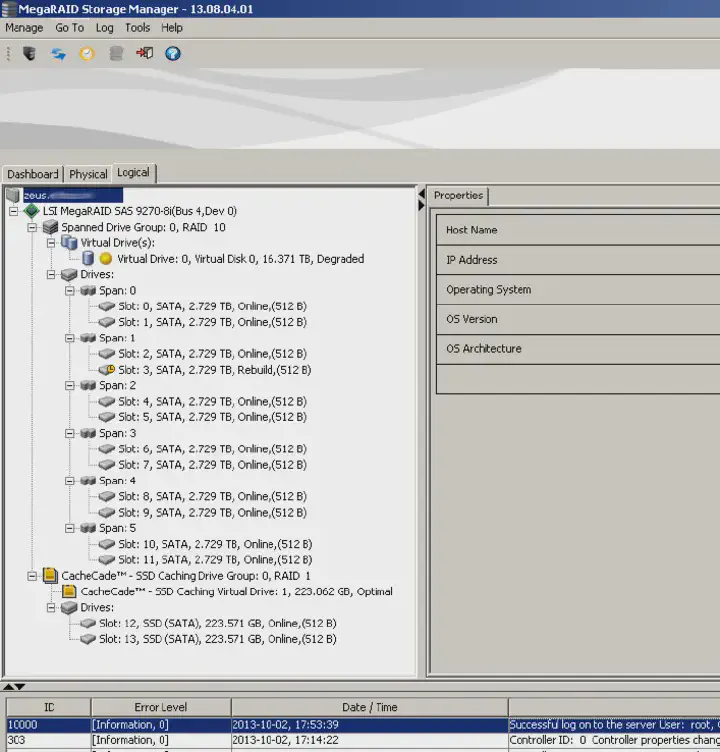 MegaRAID Storage Manager - 13.08.04.01
Manage Go To Log Tools Help
Dashboard Physical Logical
zeus.
LSI MegaRAID SAS 9270-8i(Bus 4,Dev 0)
Spanned Drive Group: 0, RAID 10
Virtual Drive(s):
Virtual Drive: 0, Virtual Disk 0, 16.371 TB, Degraded
Drives:
Span: 0
Slot: 0, SATA, 2.729 TB, Online,(512 B)
Slot: 1, SATA, 2.729 TB, Online,(512 B)
Span: 1
Slot: 2, SATA, 2.729 TB, Online,(512 B)
Slot: 3, SATA, 2.729 TB, Rebuild,(512 B)
Span: 2
Slot: 4, SATA, 2.729 TB, Online,(512 B)
Slot: 5, SATA, 2.729 TB, Online,(512 B)
Span: 3
Slot: 6, SATA, 2.729 TB, Online,(512 B)
Slot: 7, SATA, 2.729 TB, Online,(512 B)
Span: 4
Slot: 8, SATA, 2.729 TB, Online,(512 B)
Slot: 9, SATA, 2.729 TB, Online,(512 B)
Span: 5
Slot: 10, SATA, 2.729 TB, Online,(512 B)
Slot: 11, SATA, 2.729 TB, Online,(512 B)
CacheCade™ - SSD Caching Drive Group: 0, RAID 1
CacheCade™ - SSD Caching Virtual Drive: 1, 223.062 GB, Optimal
Drives:
Slot: 12, SSD (SATA), 223.571 GB, Online,(512 B)
Slot: 13, SSD (SATA), 223.571 GB, Online,(512 B)
Properties
Host Name
IP Address
Operating System
OS Version
OS Architecture
ID Error Level Date / Time
10000 [Information, 0] 2013-10-02, 17:53:39 Successful log on to the server User: root,
303 [Information, 0] 2013-10-02, 17:14:22 Controller ID: 0 Controller properties chang